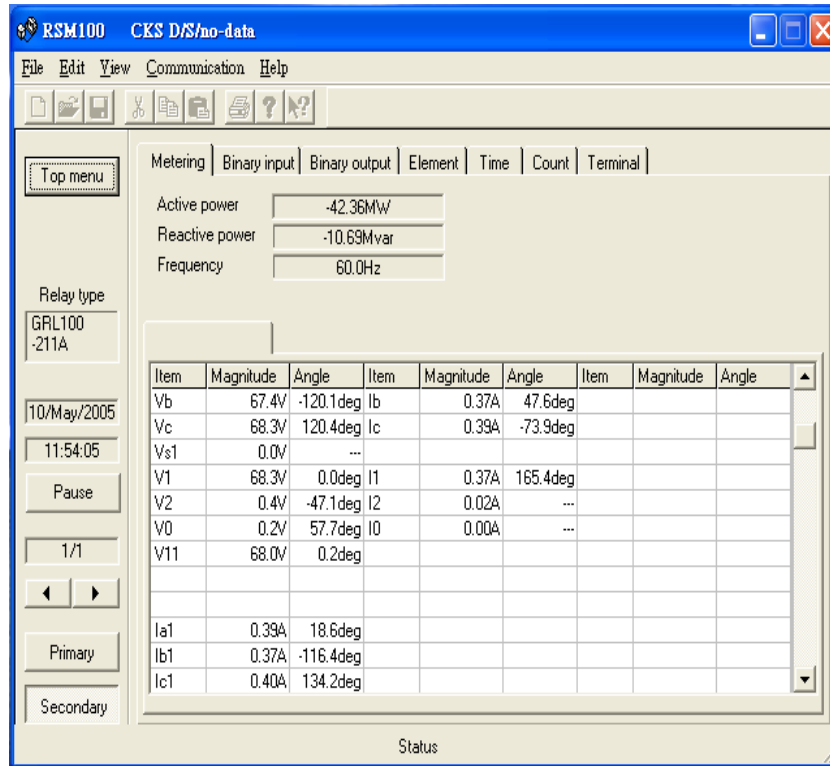 RSM100 CKS D/S/no-data
File Edit View Communication Help
Top menu
Metering Binary input Binary output Element Time Count Terminal
Active power -42.36MW
Reactive power -10.69Mvar
Frequency 60.0Hz
Relay type
GRL100
-211A
10/May/2005
11:54:05
Pause
1/1
Primary
Secondary
Item Magnitude Angle Item Magnitude Angle Item Magnitude Angle
Vb 67.4V -120.1deg Ib 0.37A 47.6deg
Vc 68.3V 120.4deg Ic 0.39A -73.9deg
Vs1 0.0V ---
V1 68.3V 0.0deg I1 0.37A 165.4deg
V2 0.4V -47.1deg I2 0.02A ---
V0 0.2V 57.7deg I0 0.00A ---
V11 68.0V 0.2deg
Ia1 0.39A 18.6deg
Ib1 0.37A -116.4deg
Ic1 0.40A 134.2deg
Status